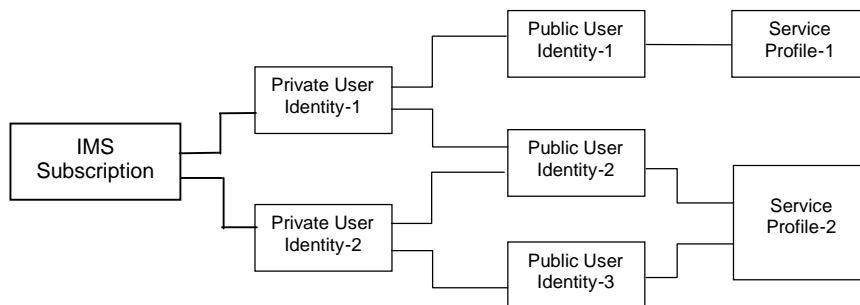 IMS
Subscription
Private User
Identity-1
Private User
Identity-2
Public User
Identity-1
Public User
Identity-2
Public User
Identity-3
Service
Profile-1
Service
Profile-2